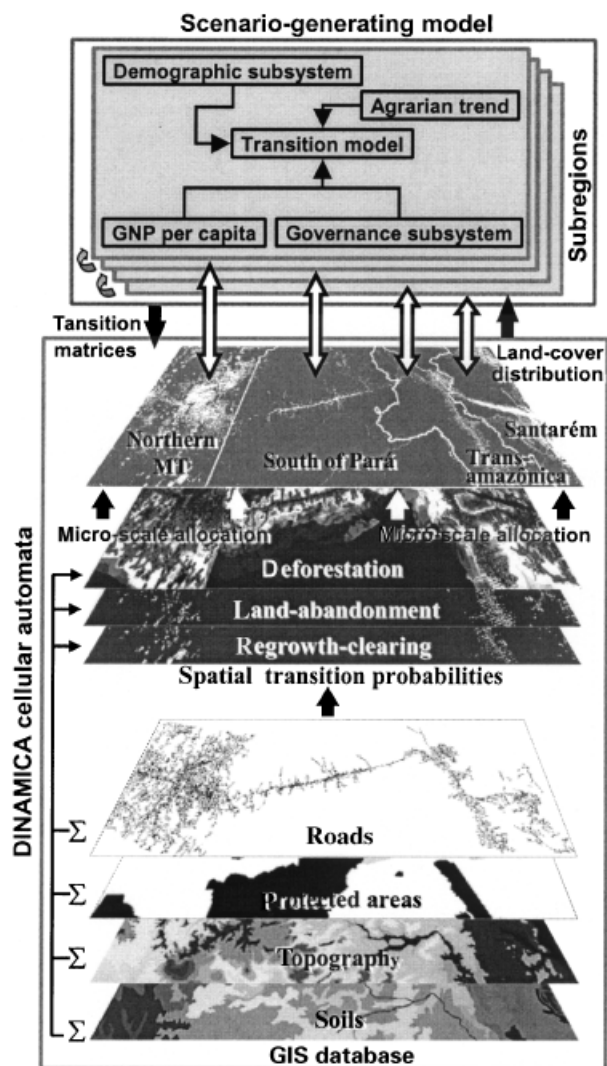 Scenario-generating model
Demographic subsystem
Agrarian trend
Transition model
GNP per capita
Governance subsystem
Subregions
Tansition
matrices
Land-cover
distribution
Northern
MT
South of Pará
Santarém
Trans-
amazônica
Micro-scale allocation
Micro-scale allocation
Deforestation
Land-abandonment
Regrowth-clearing
Spatial transition probabilities
DINAMICA cellular automata
Σ
Roads
Σ
Protected areas
Σ
Topography
Σ
Soils
GIS database